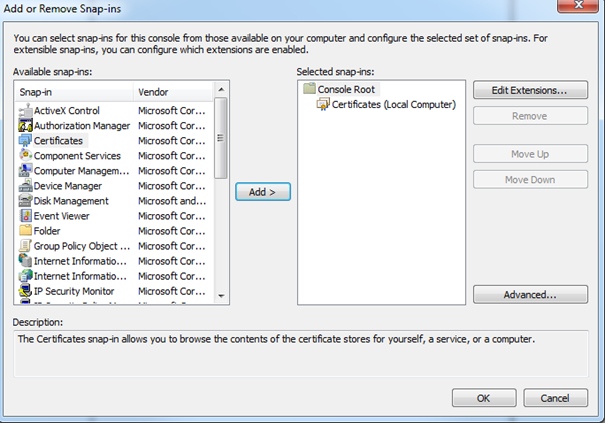 Add or Remove Snap-ins
You can select snap-ins for this console from those available on your computer and configure the selected set of snap-ins. For
extensible snap-ins, you can configure which extensions are enabled.
Available snap-ins:
Snap-in Vendor
ActiveX Control Microsoft Cor...
Authorization Manager Microsoft Cor...
Certificates Microsoft Cor...
Component Services Microsoft Cor...
Computer Managem... Microsoft Cor...
Device Manager Microsoft Cor...
Disk Management Microsoft and...
Event Viewer Microsoft Cor...
Folder Microsoft Cor...
Group Policy Object ... Microsoft Cor...
Internet Informatio... Microsoft Cor...
Internet Informatio... Microsoft Cor...
IP Security Monitor Microsoft Cor...
Add >
Selected snap-ins:
Console Root
Certificates (Local Computer)
Edit Extensions...
Remove
Move Up
Move Down
Advanced...
Description:
The Certificates snap-in allows you to browse the contents of the certificate stores for yourself, a service, or a computer.
OK
Cancel